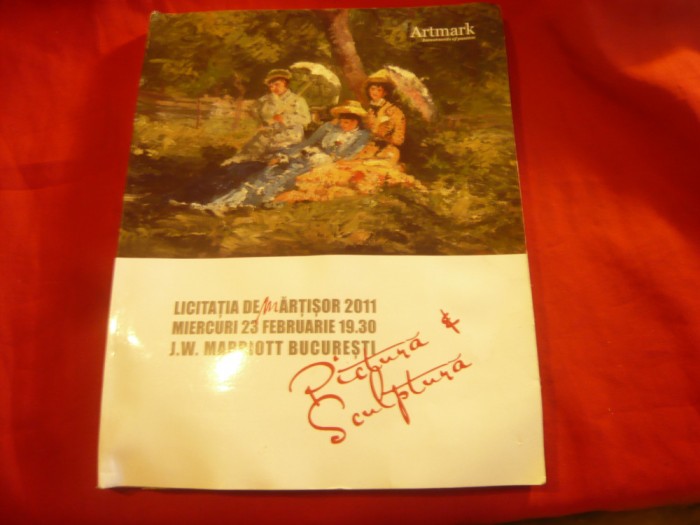 Artmark
LICITAȚIA DE MĂRȚIȘOR 2011
MIERCURI 23 FEBRUARIE 19.30
J.W. MARRIOTT BUCUREȘTI
Pictură &
Sculptură